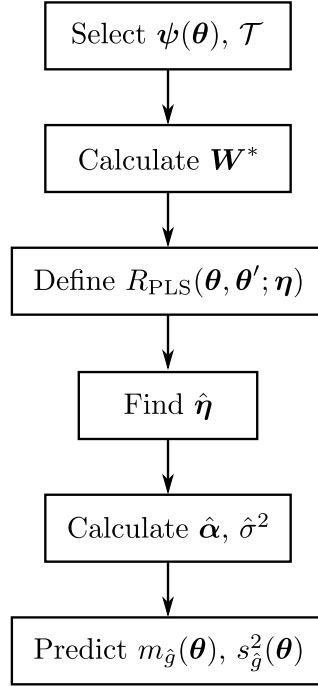 Select 𝝍(𝜽), 𝒯
Calculate 𝑾*
Define R_PLS(𝜽, 𝜽′; 𝜼)
Find 𝜼̂
Calculate 𝜶̂, σ̂²
Predict m_ĝ(𝜽), s²_ĝ(𝜽)